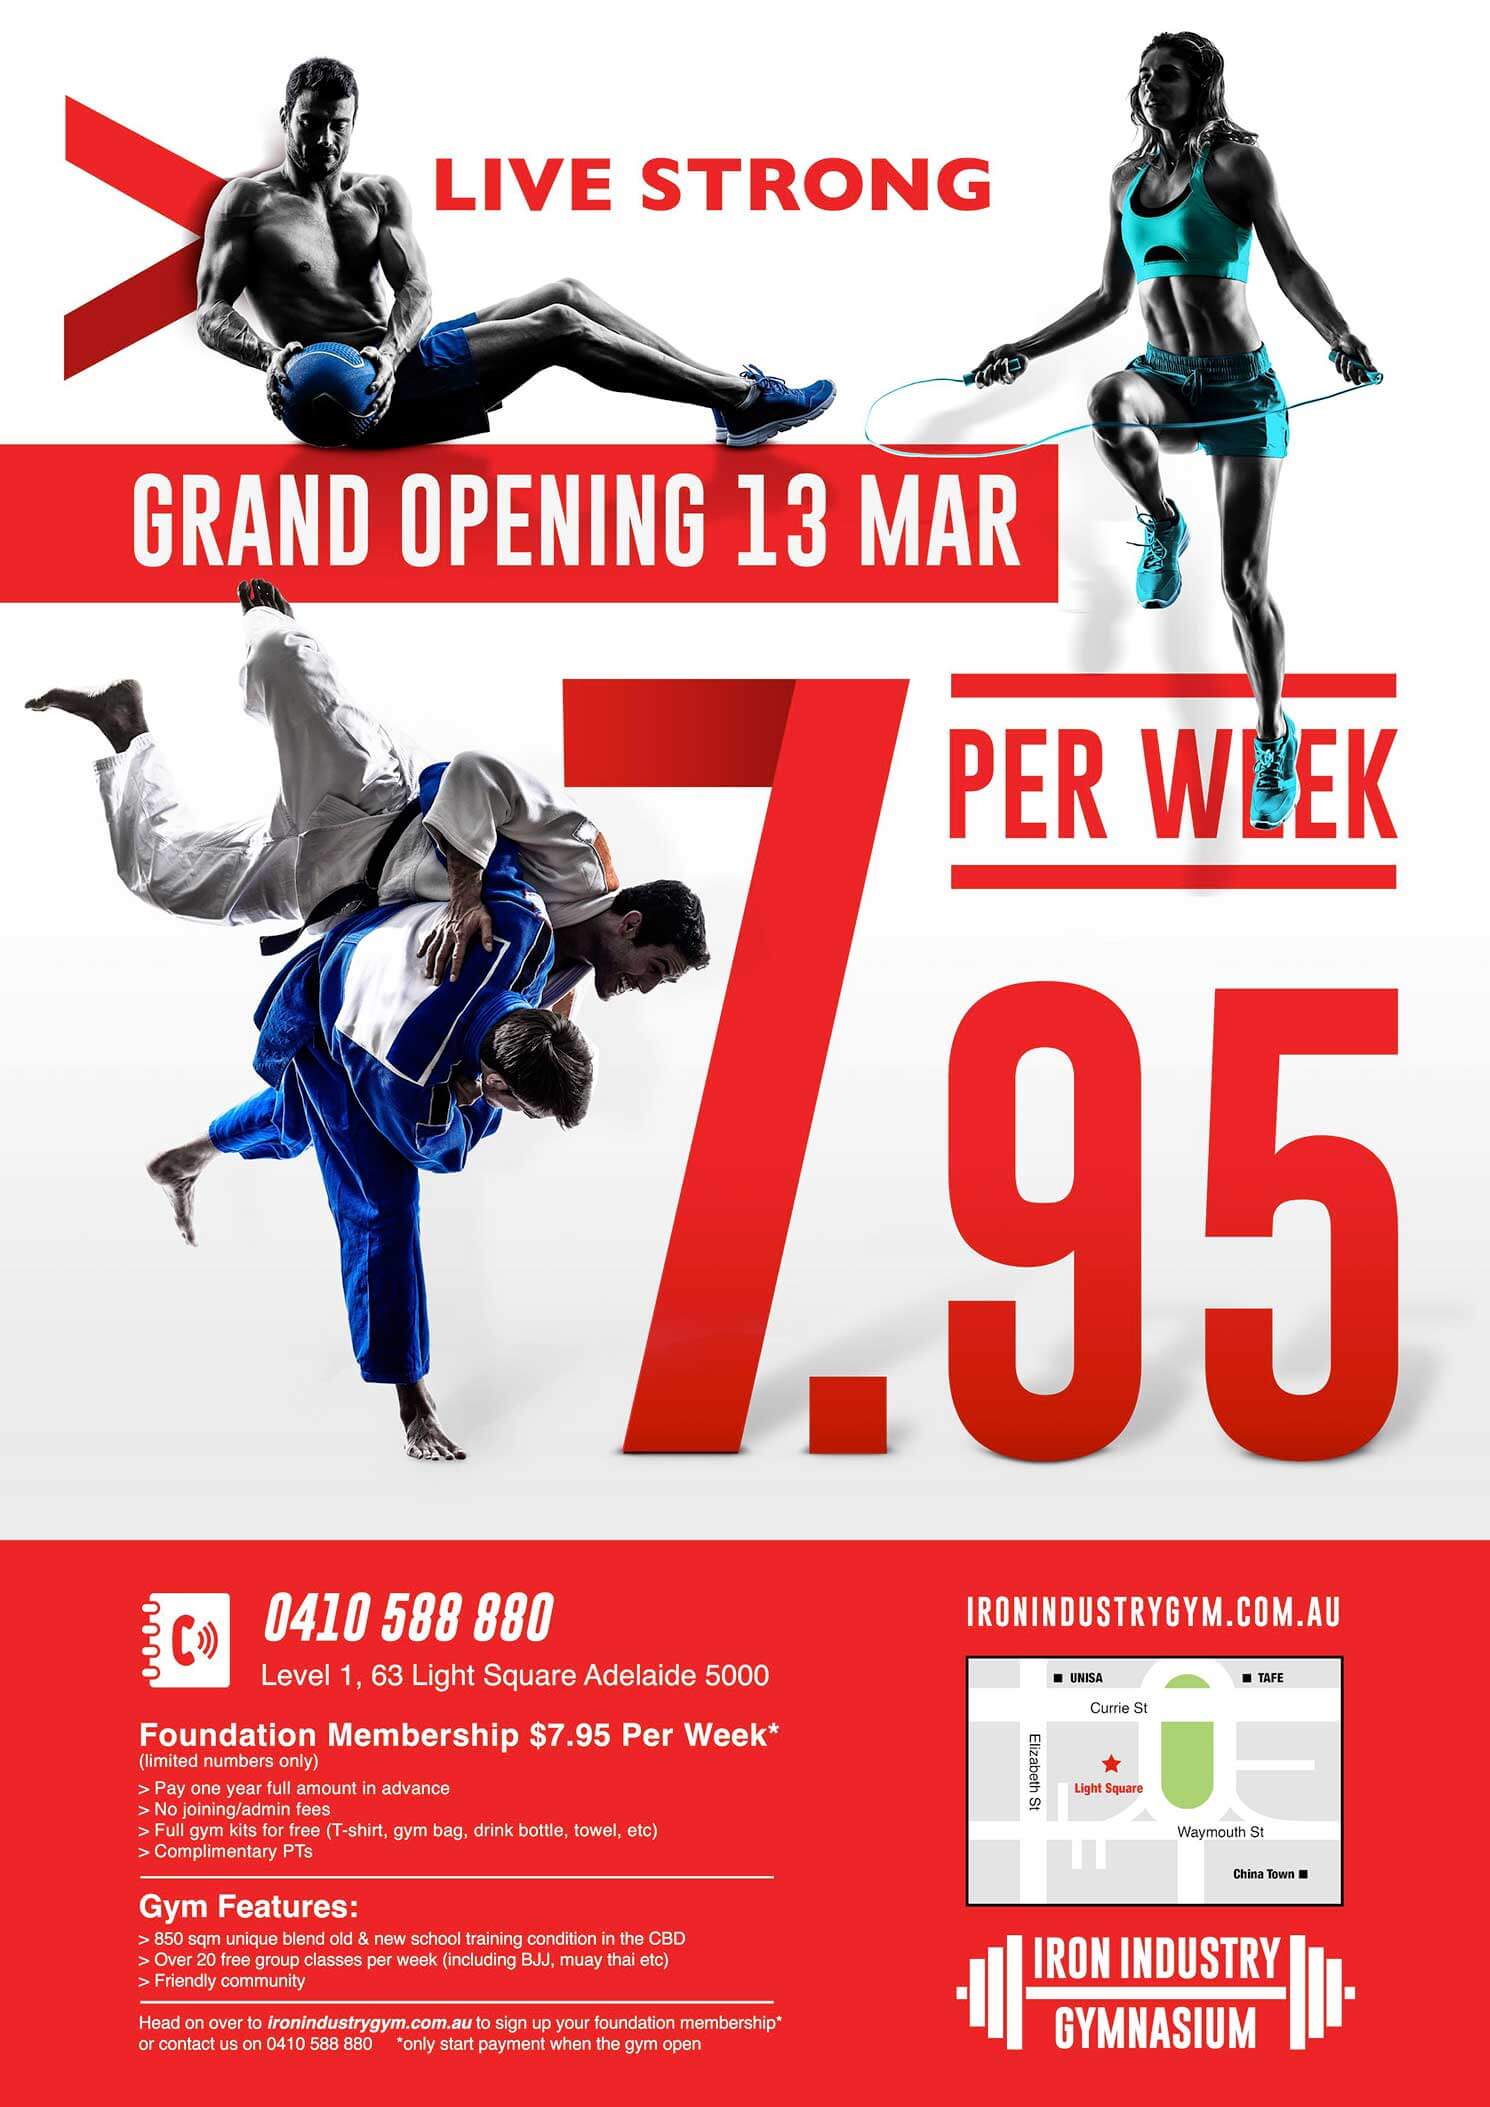 LIVE STRONG
GRAND OPENING 13 MAR
PER WEEK
7.95
0410 588 880
Level 1, 63 Light Square Adelaide 5000
Foundation Membership $7.95 Per Week*
(limited numbers only)
> Pay one year full amount in advance
> No joining/admin fees
> Full gym kits for free (T-shirt, gym bag, drink bottle, towel, etc)
> Complimentary PTs
Gym Features:
> 850 sqm unique blend old & new school training condition in the CBD
> Over 20 free group classes per week (including BJJ, muay thai etc)
> Friendly community
Head on over to ironindustrygym.com.au to sign up your foundation membership*
or contact us on 0410 588 880 *only start payment when the gym open
IRONINDUSTRYGYM.COM.AU
UNISA
TAFE
Currie St
Elizabeth St
Light Square
Waymouth St
China Town
IRON INDUSTRY
GYMNASIUM